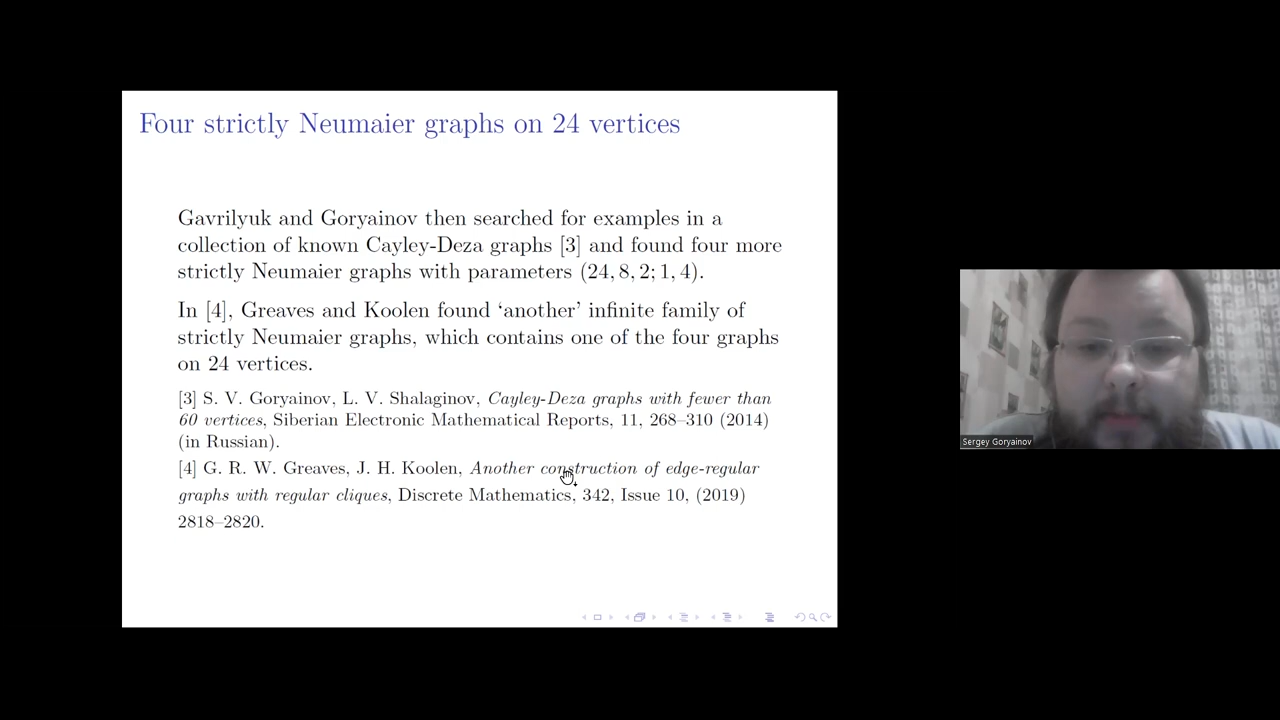 Four strictly Neumaier graphs on 24 vertices
Gavrilyuk and Goryainov then searched for examples in a
collection of known Cayley-Deza graphs [3] and found four more
strictly Neumaier graphs with parameters (24, 8, 2; 1, 4).
In [4], Greaves and Koolen found ‘another’ infinite family of
strictly Neumaier graphs, which contains one of the four graphs
on 24 vertices.
[3] S. V. Goryainov, L. V. Shalaginov, Cayley-Deza graphs with fewer than
60 vertices, Siberian Electronic Mathematical Reports, 11, 268–310 (2014)
(in Russian).
[4] G. R. W. Greaves, J. H. Koolen, Another construction of edge-regular
graphs with regular cliques, Discrete Mathematics, 342, Issue 10, (2019)
2818–2820.
Sergey Goryainov